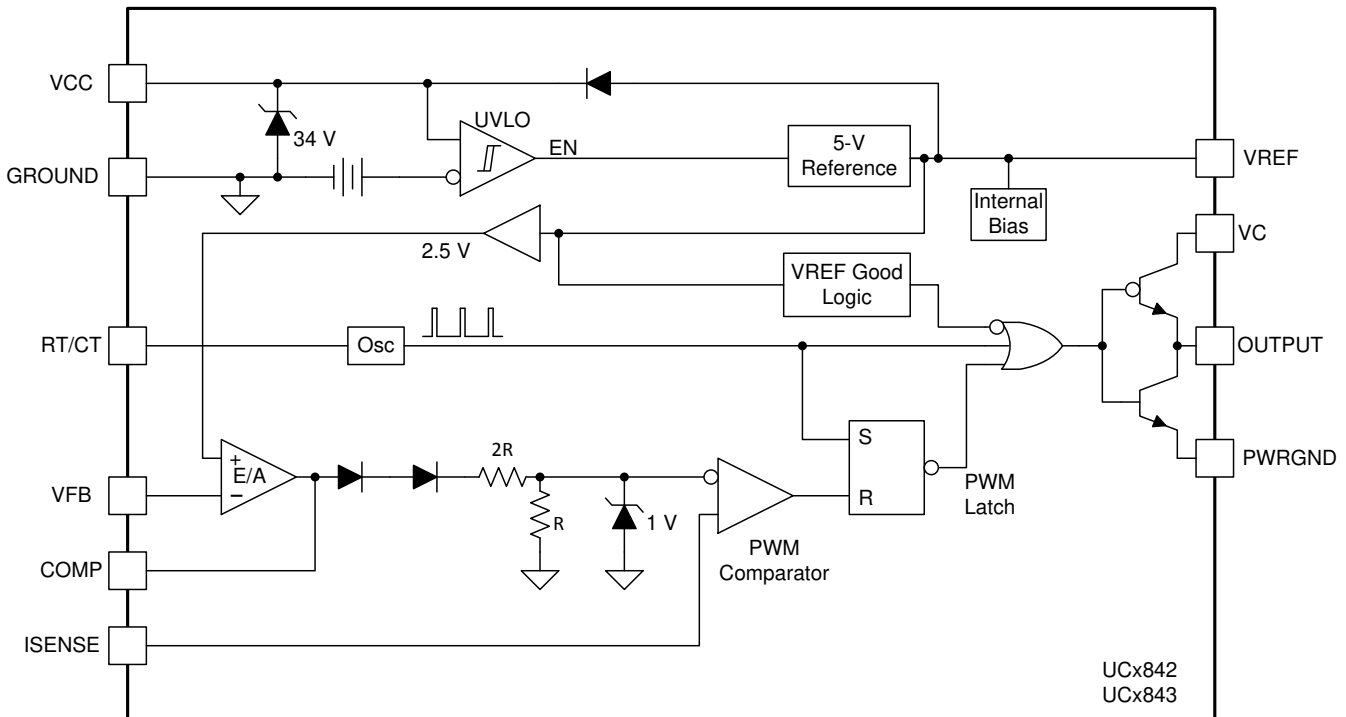 VCC
34 V
UVLO
EN
5-V
Reference
GROUND
VREF
Internal
Bias
VC
2.5 V
VREF Good
Logic
RT/CT
Osc
OUTPUT
+
E/A
−
2R
R
1 V
S
R
PWM
Latch
PWRGND
VFB
PWM
Comparator
COMP
ISENSE
UCx842
UCx843